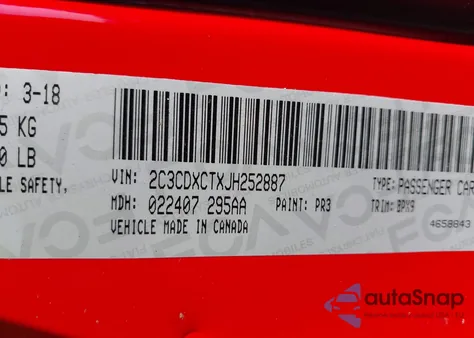 : 3-18
5 KG
0 LB
LE SAFETY,
VIN: 2C3CDXCTXJH252887
TYPE: PASSENGER CAR
MDH: 022407 295AA
PAINT: PR3
TRIM: BPX9
VEHICLE MADE IN CANADA
4658843
autoSnap